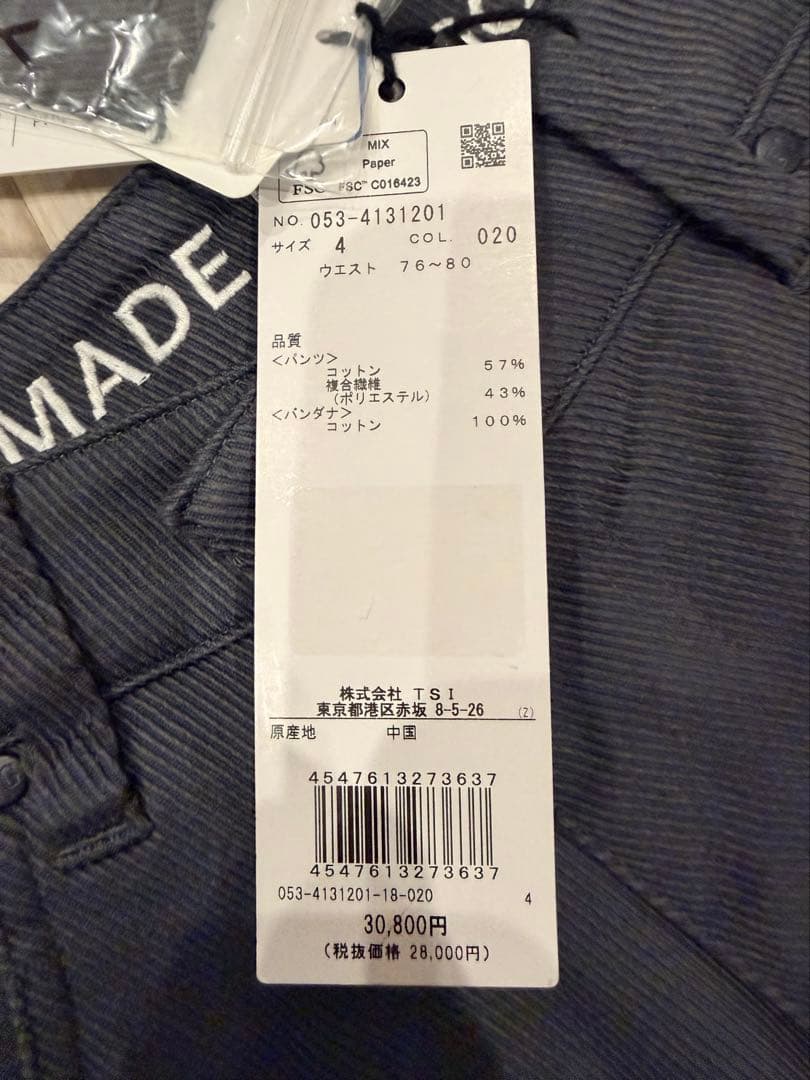 MIX
Paper
FSC™ C016423
FSC
NO. 053-4131201
サイズ 4 COL. 020
ウエスト 76～80
品質
＜パンツ＞
コットン 57%
複合繊維
(ポリエステル) 43%
＜バンダナ＞
コットン 100%
株式会社 TSI
東京都港区赤坂 8-5-26 (Z)
原産地 中国
4547613273637
4547613273637
053-4131201-18-020 4
30,800円
(税抜価格 28,000円)
MADE